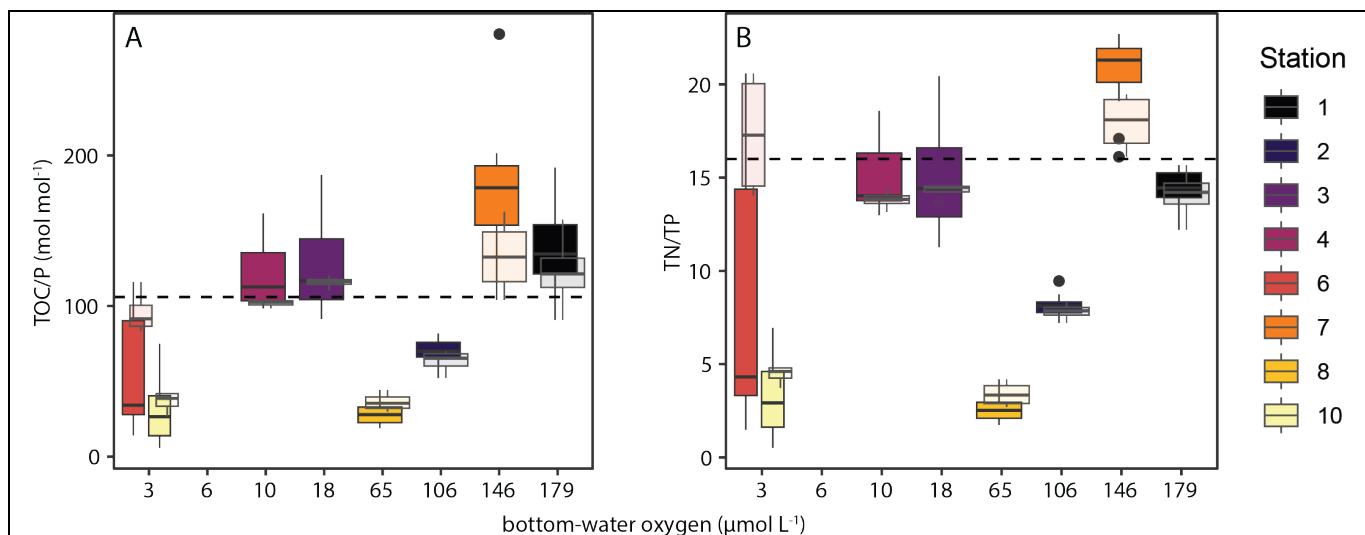 A
TOC/P (mol mol⁻¹)
200
100
0
3 6 10 18 65 106 146 179
B
TN/TP
20
15
10
5
0
3 6 10 18 65 106 146 179
bottom-water oxygen (µmol L⁻¹)
Station
1
2
3
4
6
7
8
10